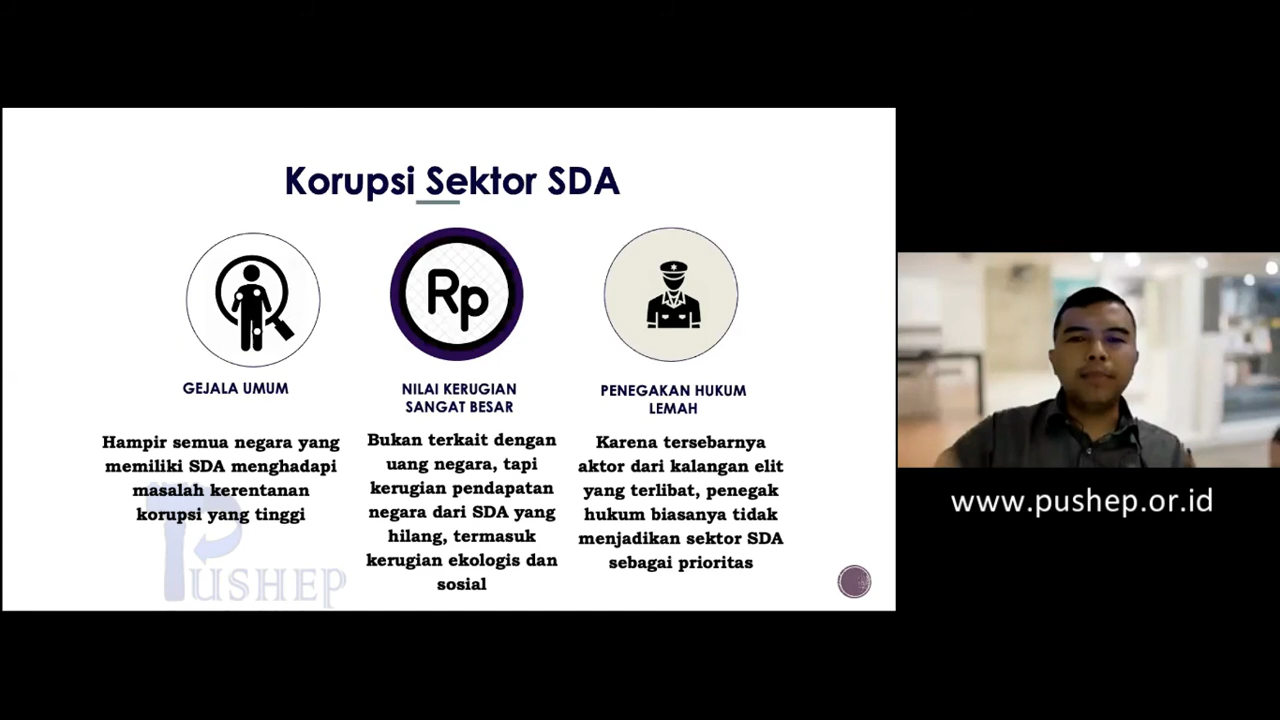 Korupsi Sektor SDA
Rp
GEJALA UMUM
Hampir semua negara yang
memiliki SDA menghadapi
masalah kerentanan
korupsi yang tinggi
NILAI KERUGIAN
SANGAT BESAR
Bukan terkait dengan
uang negara, tapi
kerugian pendapatan
negara dari SDA yang
hilang, termasuk
kerugian ekologis dan
sosial
PENEGAKAN HUKUM
LEMAH
Karena tersebarnya
aktor dari kalangan elit
yang terlibat, penegak
hukum biasanya tidak
menjadikan sektor SDA
sebagai prioritas
PUSHEP
www.pushep.or.id